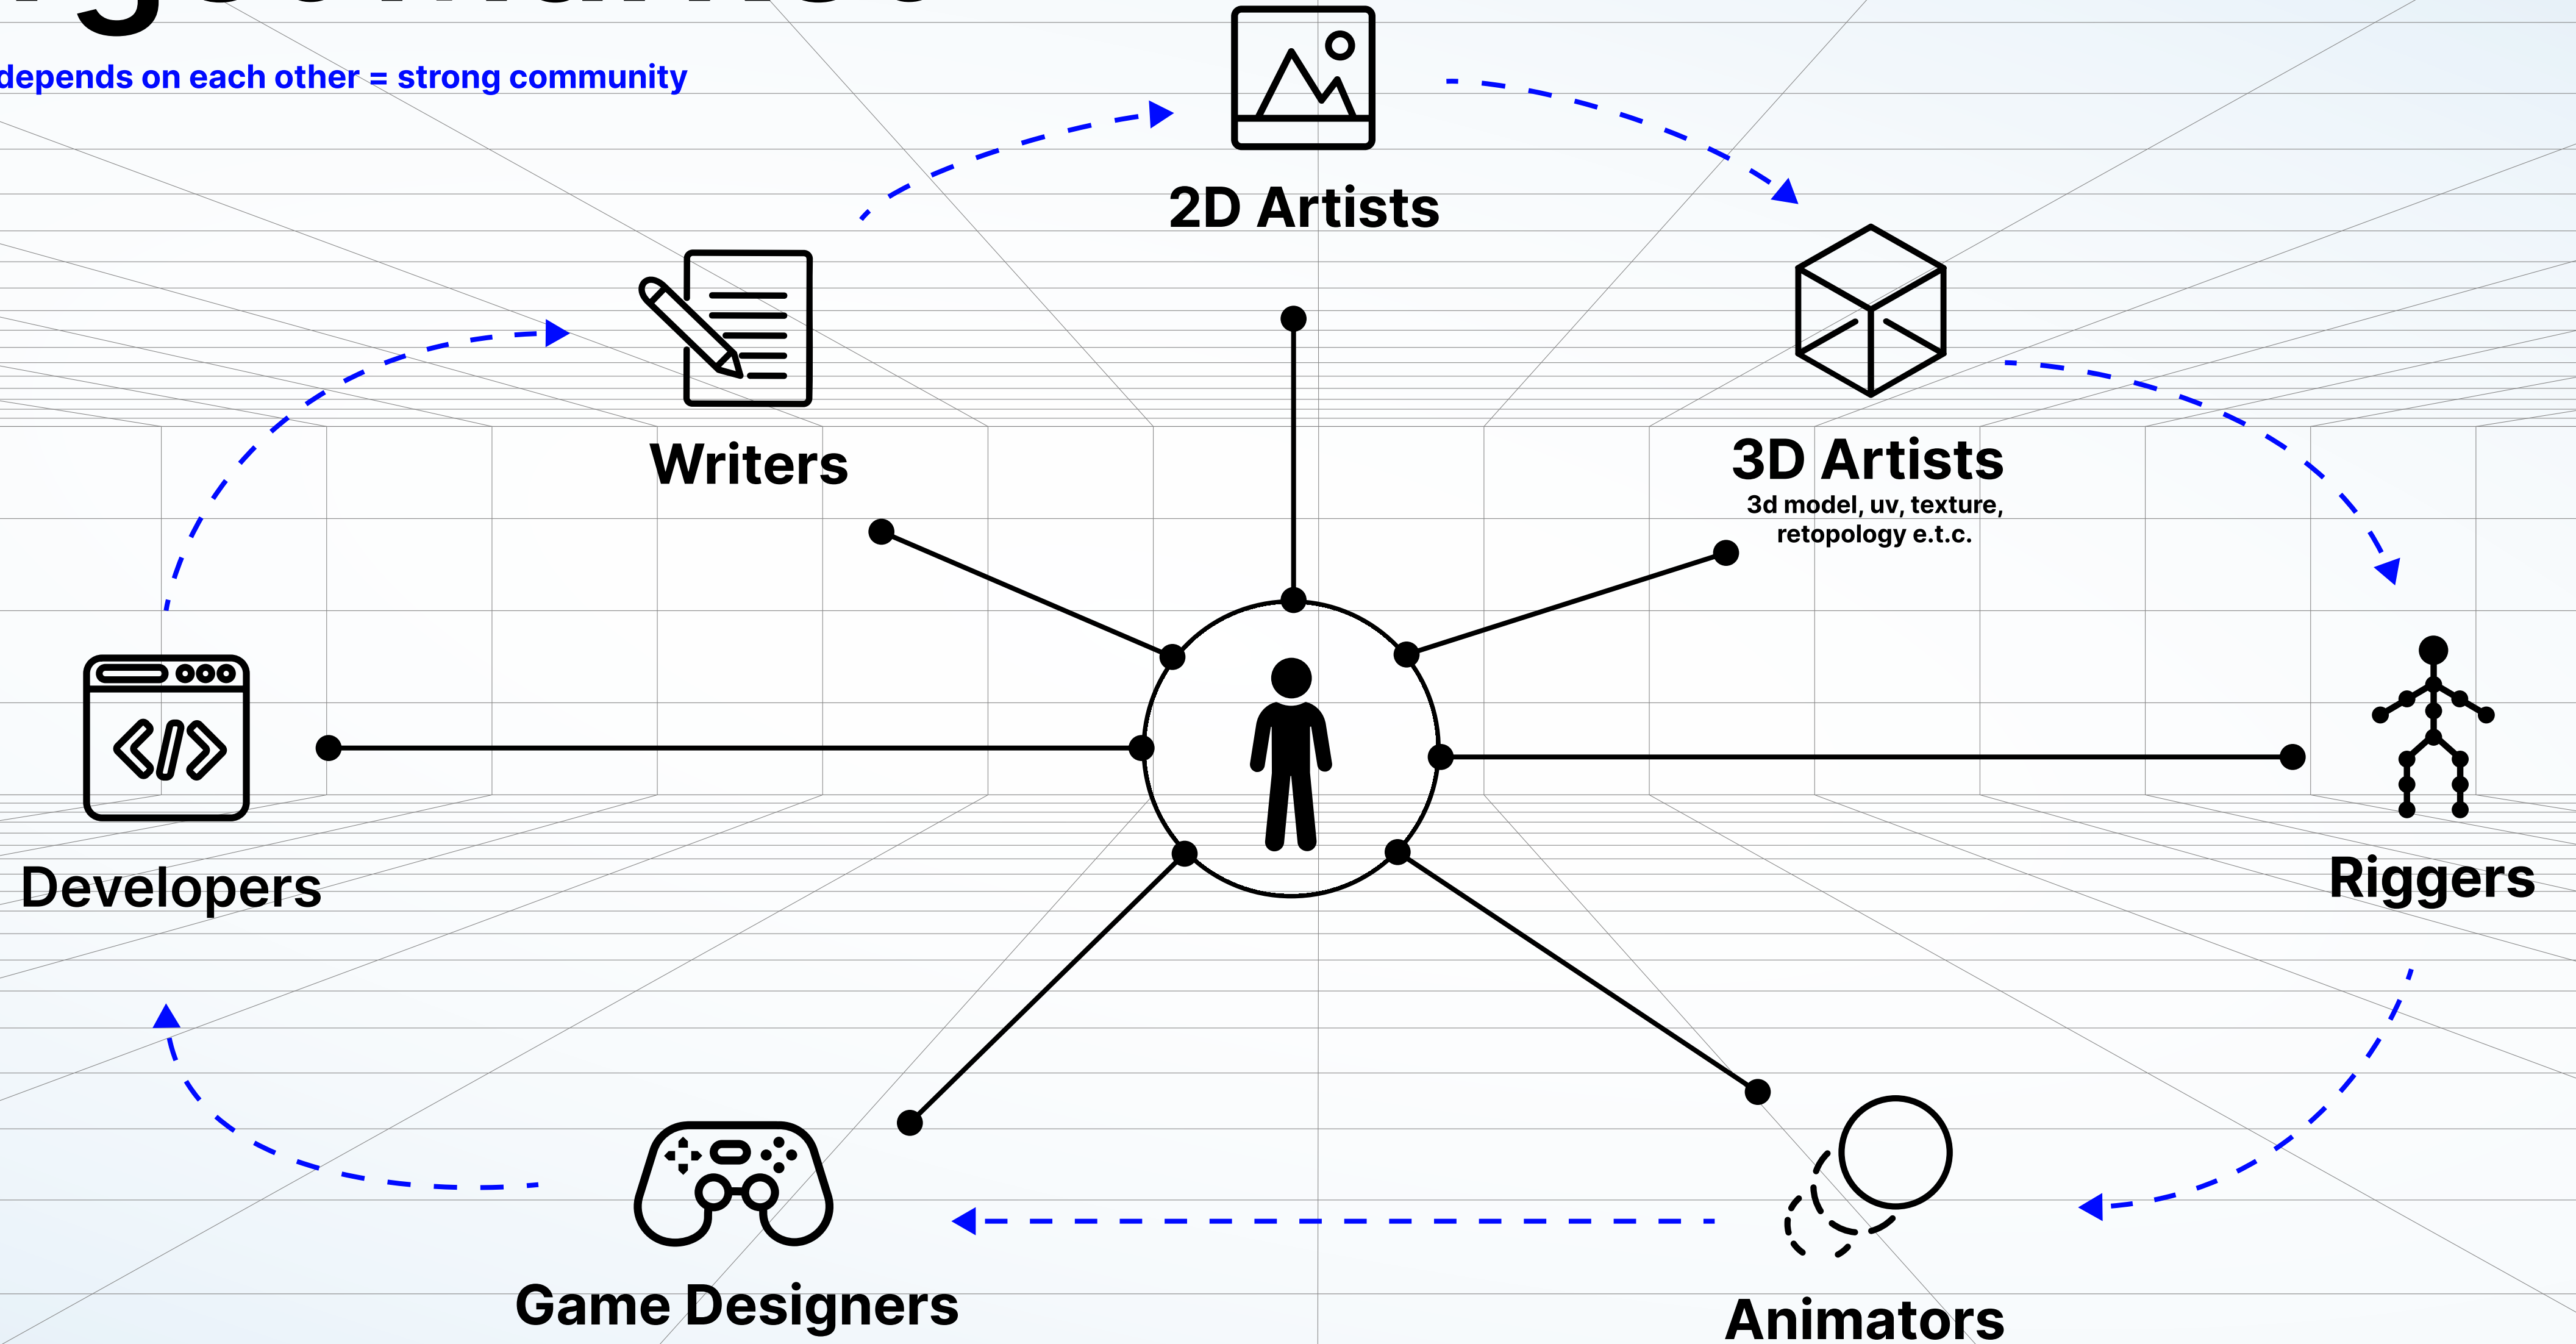 depends on each other = strong community
2D Artists
Writers
3D Artists
3d model, uv, texture,
retopology e.t.c.
Developers
Riggers
Game Designers
Animators